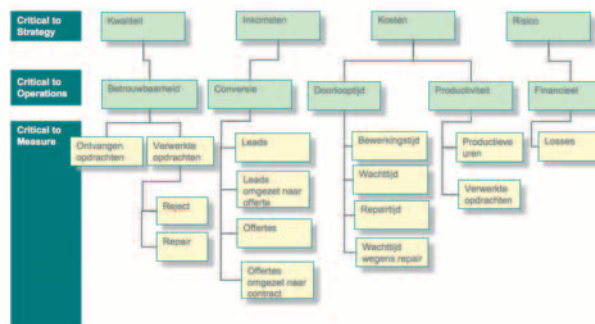 Critical to
Strategy
Kwaliteit
Inkomsten
Kosten
Risico
Critical to
Operations
Betrouwbaarheid
Conversie
Doorlooptijd
Productiviteit
Financieel
Critical to
Measure
Ontvangen
opdrachten
Verwerkte
opdrachten
Reject
Repair
Leads
Leads
omgezet naar
offerte
Offertes
Offertes
omgezet naar
contract
Bewerkingstijd
Wachttijd
Repairtijd
Wachttijd
wegens repair
Productieve
uren
Verwerkte
opdrachten
Losses